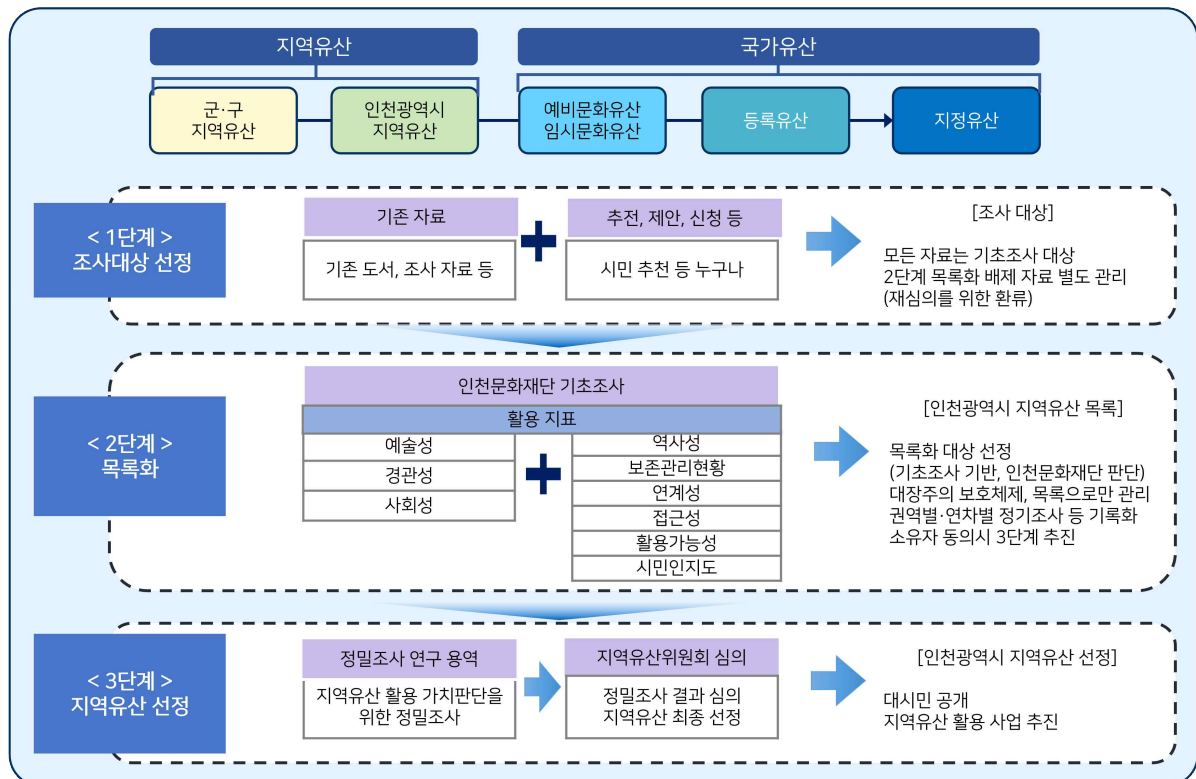 지역유산
국가유산
군·구
지역유산
인천광역시
지역유산
예비문화유산
임시문화유산
등록유산
지정유산
< 1단계 >
조사대상 선정
기존 자료
기존 도서, 조사 자료 등
추전, 제안, 신청 등
시민 추천 등 누구나
[조사 대상]
모든 자료는 기초조사 대상
2단계 목록화 배제 자료 별도 관리
(재심의를 위한 환류)
< 2단계 >
목록화
인천문화재단 기초조사
활용 지표
예술성
경관성
사회성
역사성
보존관리현황
연계성
접근성
활용가능성
시민인지도
[인천광역시 지역유산 목록]
목록화 대상 선정
(기초조사 기반, 인천문화재단 판단)
대장주의 보호체제, 목록으로만 관리
권역별·연차별 정기조사 등 기록화
소유자 동의시 3단계 추진
< 3단계 >
지역유산 선정
정밀조사 연구 용역
지역유산 활용 가치판단을
위한 정밀조사
지역유산위원회 심의
정밀조사 결과 심의
지역유산 최종 선정
[인천광역시 지역유산 선정]
대시민 공개
지역유산 활용 사업 추진